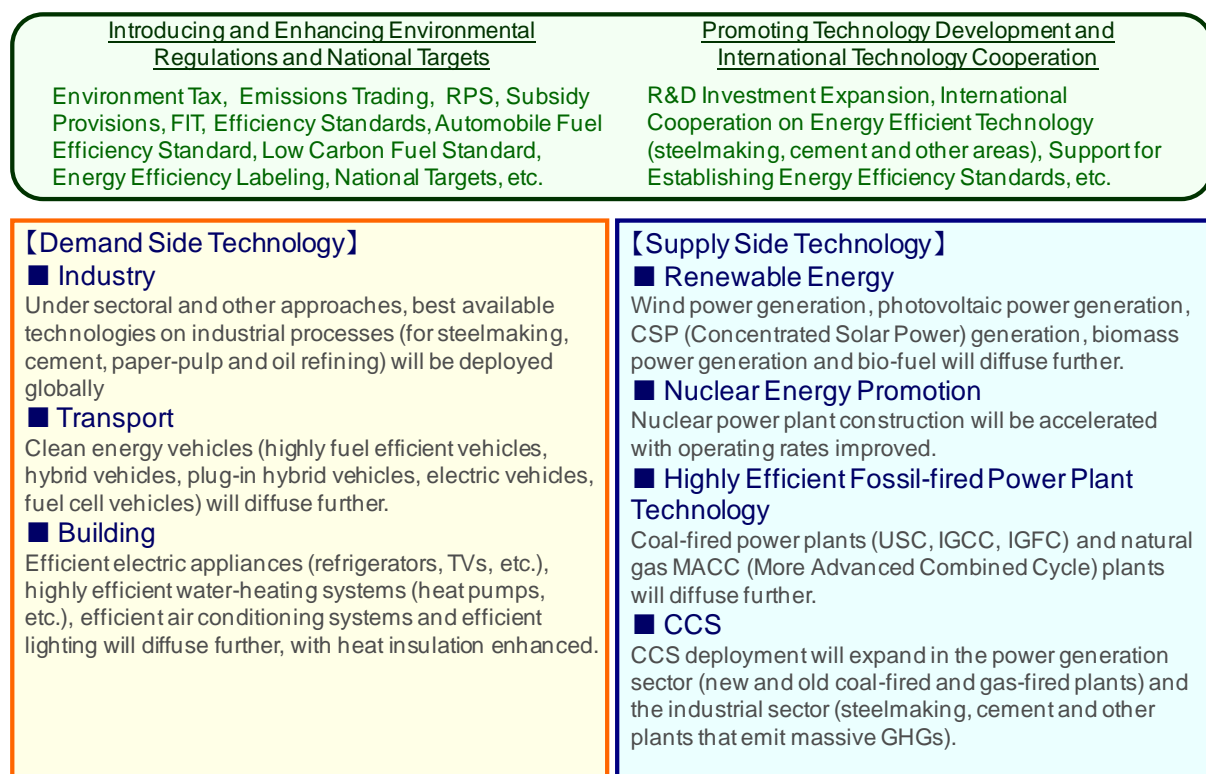 Introducing and Enhancing Environmental
Regulations and National Targets
Environment Tax, Emissions Trading, RPS, Subsidy
Provisions, FIT, Efficiency Standards, Automobile Fuel
Efficiency Standard, Low Carbon Fuel Standard,
Energy Efficiency Labeling, National Targets, etc.
Promoting Technology Development and
International Technology Cooperation
R&D Investment Expansion, International
Cooperation on Energy Efficient Technology
(steelmaking, cement and other areas), Support for
Establishing Energy Efficiency Standards, etc.
【Demand Side Technology】
■ Industry
Under sectoral and other approaches, best available
technologies on industrial processes (for steelmaking,
cement, paper-pulp and oil refining) will be deployed
globally
■ Transport
Clean energy vehicles (highly fuel efficient vehicles,
hybrid vehicles, plug-in hybrid vehicles, electric vehicles,
fuel cell vehicles) will diffuse further.
■ Building
Efficient electric appliances (refrigerators, TVs, etc.),
highly efficient water-heating systems (heat pumps,
etc.), efficient air conditioning systems and efficient
lighting will diffuse further, with heat insulation enhanced.
【Supply Side Technology】
■ Renewable Energy
Wind power generation, photovoltaic power generation,
CSP (Concentrated Solar Power) generation, biomass
power generation and bio-fuel will diffuse further.
■ Nuclear Energy Promotion
Nuclear power plant construction will be accelerated
with operating rates improved.
■ Highly Efficient Fossil-fired Power Plant
Technology
Coal-fired power plants (USC, IGCC, IGFC) and natural
gas MACC (More Advanced Combined Cycle) plants
will diffuse further.
■ CCS
CCS deployment will expand in the power generation
sector (new and old coal-fired and gas-fired plants) and
the industrial sector (steelmaking, cement and other
plants that emit massive GHGs).